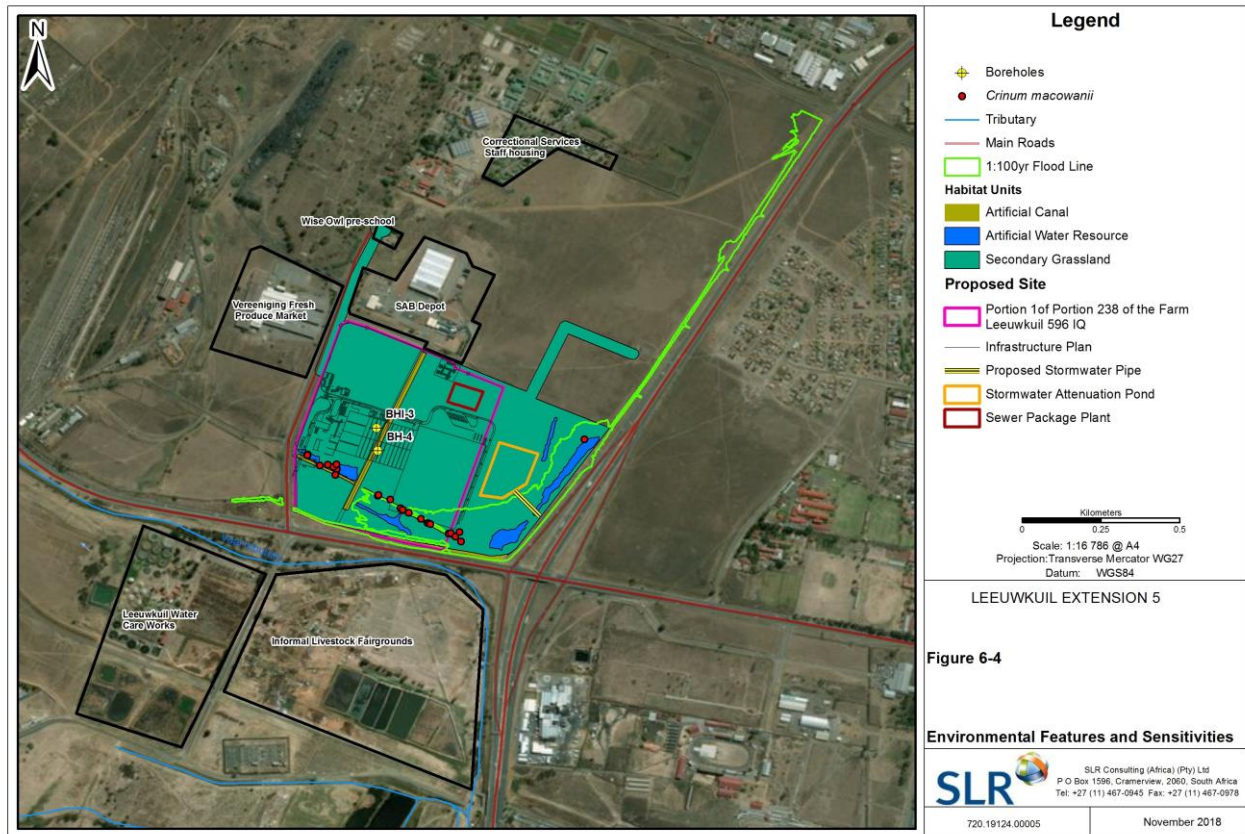 N
Correctional Services
Staff housing
Wise Owl pre-school
Vereeniging Fresh
Produce Market
SAB Depot
BHI-3
BH-4
Leeuwkuil Water
Care Works
Informal Livestock Fairgrounds
Legend
Boreholes
Crinum macowanii
Tributary
Main Roads
1:100yr Flood Line
Habitat Units
Artificial Canal
Artificial Water Resource
Secondary Grassland
Proposed Site
Portion 1of Portion 238 of the Farm
Leeuwkuil 596 IQ
Infrastructure Plan
Proposed Stormwater Pipe
Stormwater Attenuation Pond
Sewer Package Plant
Kilometers
0 0.25 0.5
Scale: 1:16 786 @ A4
Projection:Transverse Mercator WG27
Datum: WGS84
LEEUWKUIL EXTENSION 5
Figure 6-4
Environmental Features and Sensitivities
SLR
SLR Consulting (Africa) (Pty) Ltd
P O Box 1596, Cramerview, 2060, South Africa
Tel: +27 (11) 467-0945 Fax: +27 (11) 467-0978
720.19124.00005
November 2018